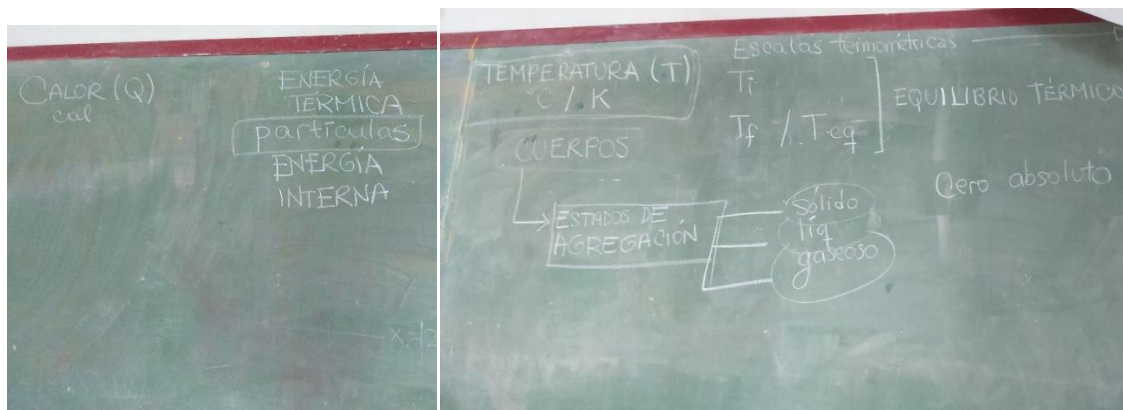 CALOR (Q)
cal
ENERGÍA
TÉRMICA
partículas
ENERGÍA
INTERNA
TEMPERATURA (T)
°C / K
CUERPOS
ESTADOS DE
AGREGACIÓN
sólido
líq
gaseoso
Escalas termométricas
Ti
Tf / Teq
EQUILIBRIO TÉRMICO
Cero absoluto